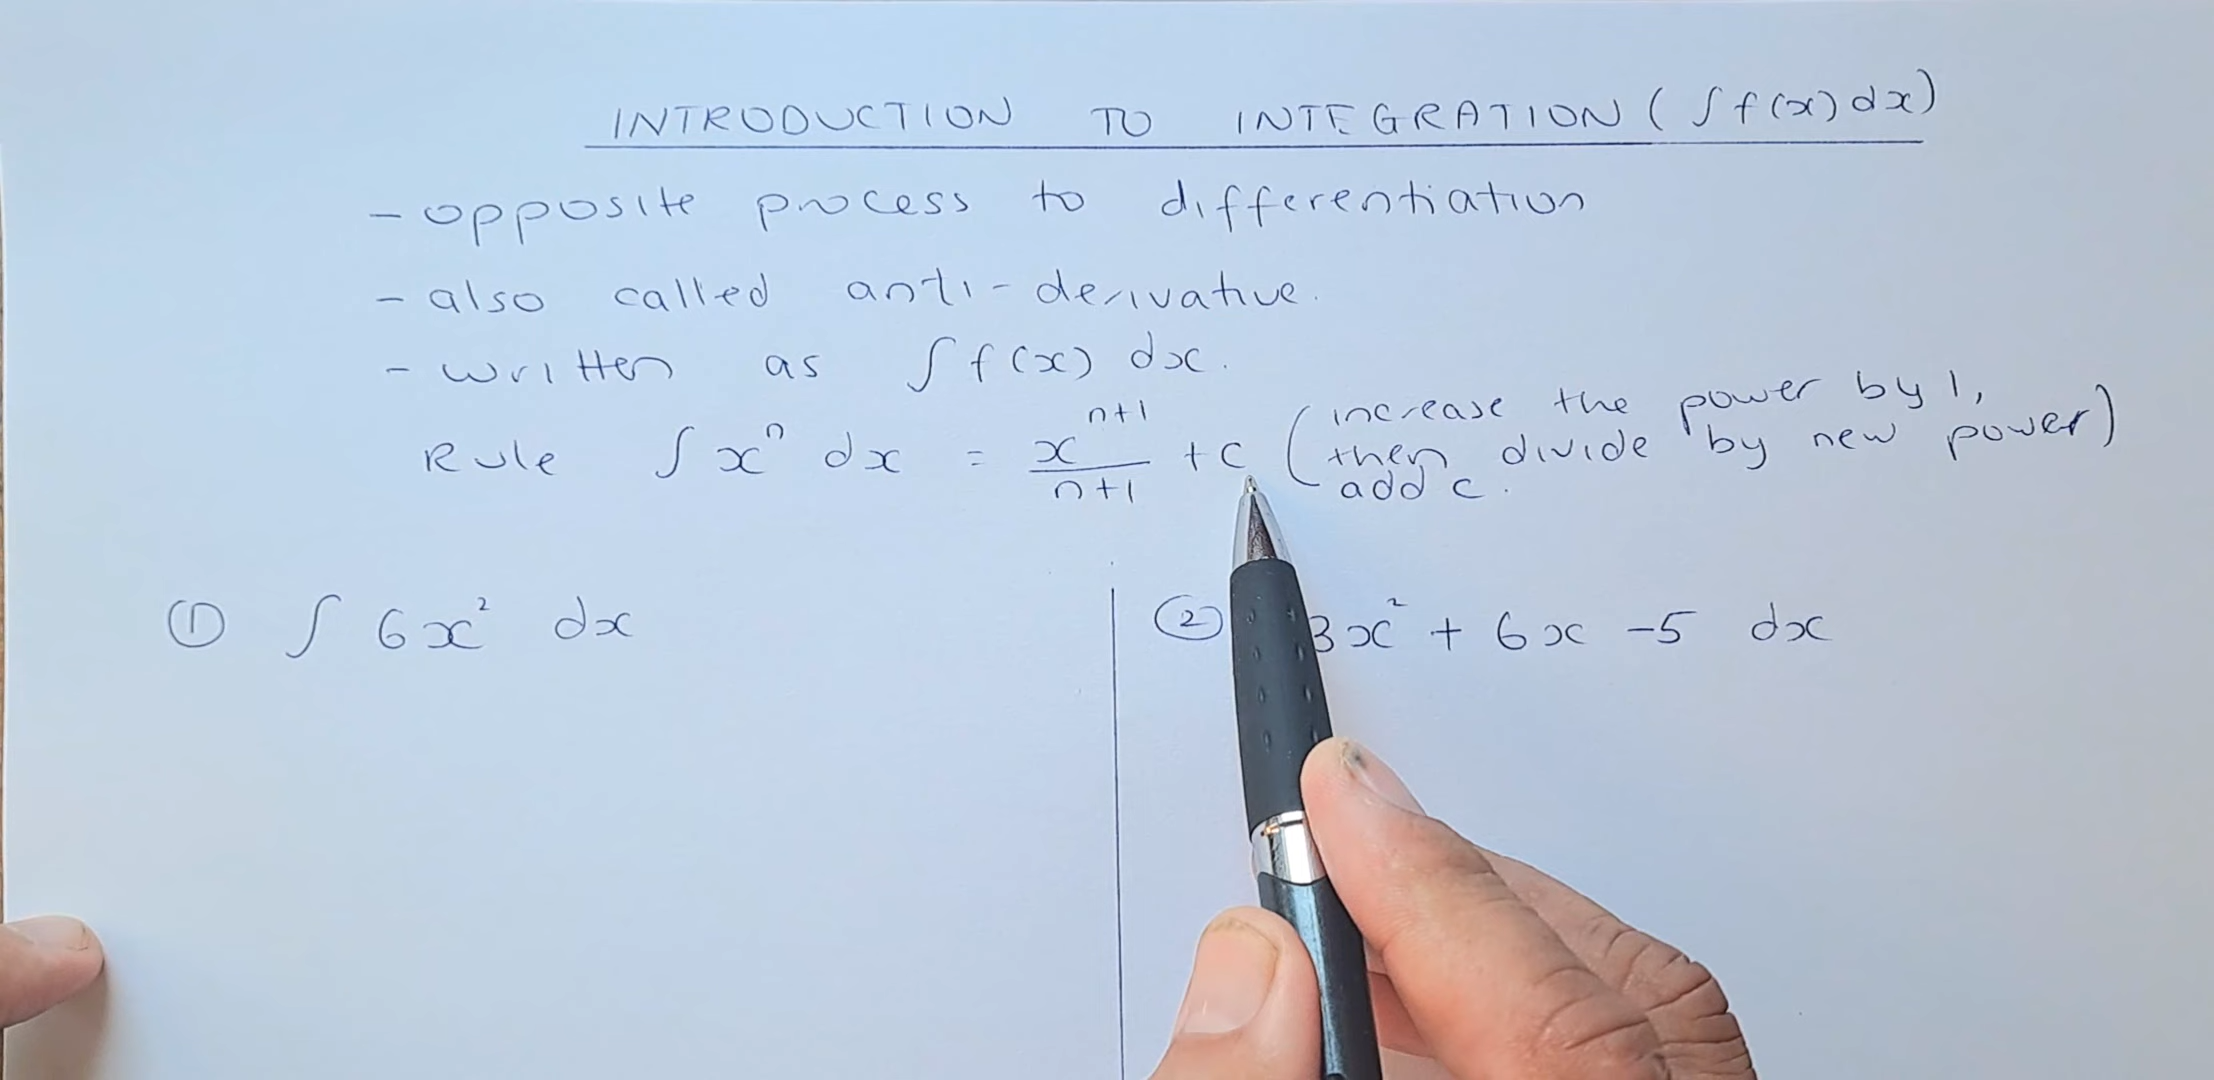 INTRODUCTION TO INTEGRATION (∫f(x)dx)
- opposite process to differentiation
- also called anti-derivative.
- written as ∫f(x) dx.
Rule ∫xⁿ dx = xⁿ⁺¹/n+1 + c (increase the power by 1,
then divide by new power)
add c.
① ∫ 6x² dx
② 3x² + 6x - 5 dx